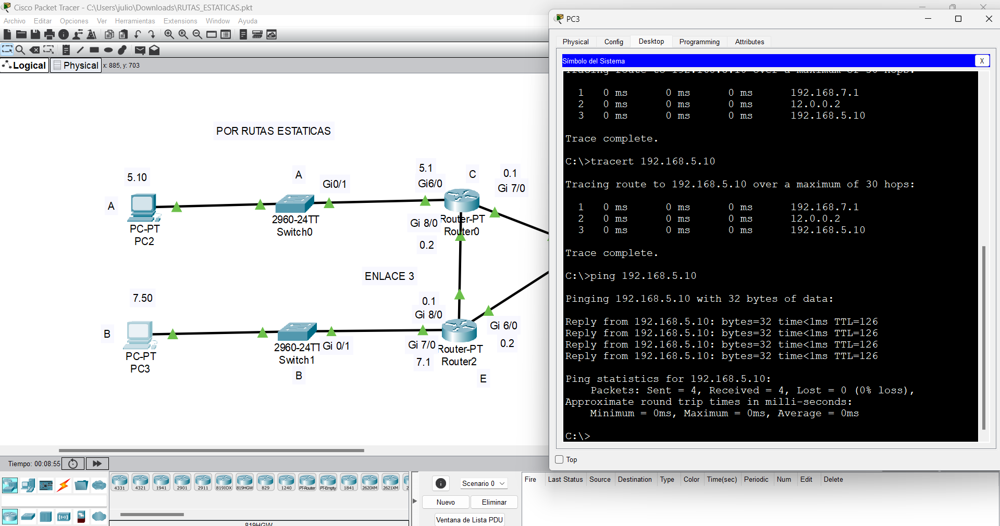 Cisco Packet Tracer - C:\Users\julio\Downloads\RUTAS_ESTATICAS.pkt
Archivo Editar Opciones Ver Herramientas Extensions Window Ayuda
Logical Physical x: 885, y: 703
POR RUTAS ESTATICAS
5.10
A
PC-PT
PC2
A
Gi0/1
2960-24TT
Switch0
5.1
Gi6/0
C
0.1
Gi 7/0
Gi 8/0
Router-PT
Router0
0.2
ENLACE 3
7.50
B
PC-PT
PC3
2960-24TT
Switch1
Gi 0/1
B
0.1
Gi 8/0
Gi 7/0
7.1
Router-PT
Router2
Gi 6/0
0.2
E
PC3
Physical Config Desktop Programming Attributes
Símbolo del Sistema X
Tracing route to 192.168.5.10 over a maximum of 30 hops:
1 0 ms 0 ms 0 ms 192.168.7.1
2 0 ms 0 ms 0 ms 12.0.0.2
3 0 ms 0 ms 0 ms 192.168.5.10
Trace complete.
C:\>tracert 192.168.5.10
Tracing route to 192.168.5.10 over a maximum of 30 hops:
1 0 ms 0 ms 0 ms 192.168.7.1
2 0 ms 0 ms 0 ms 12.0.0.2
3 0 ms 0 ms 0 ms 192.168.5.10
Trace complete.
C:\>ping 192.168.5.10
Pinging 192.168.5.10 with 32 bytes of data:
Reply from 192.168.5.10: bytes=32 time<1ms TTL=126
Reply from 192.168.5.10: bytes=32 time<1ms TTL=126
Reply from 192.168.5.10: bytes=32 time<1ms TTL=126
Reply from 192.168.5.10: bytes=32 time<1ms TTL=126
Ping statistics for 192.168.5.10:
Packets: Sent = 4, Received = 4, Lost = 0 (0% loss),
Approximate round trip times in milli-seconds:
Minimum = 0ms, Maximum = 0ms, Average = 0ms
C:\>
Top
Tiempo: 00:08:55
4331 4321 1941 2901 2911 819IOX 819HGW 829 1240 PT-Router PT-Empty 1841 2620XM 2621XM 2
819HGW
Scenario 0
Nuevo Eliminar
Ventana de Lista PDU
Fire Last Status Source Destination Type Color Time(sec) Periodic Num Edit Delete